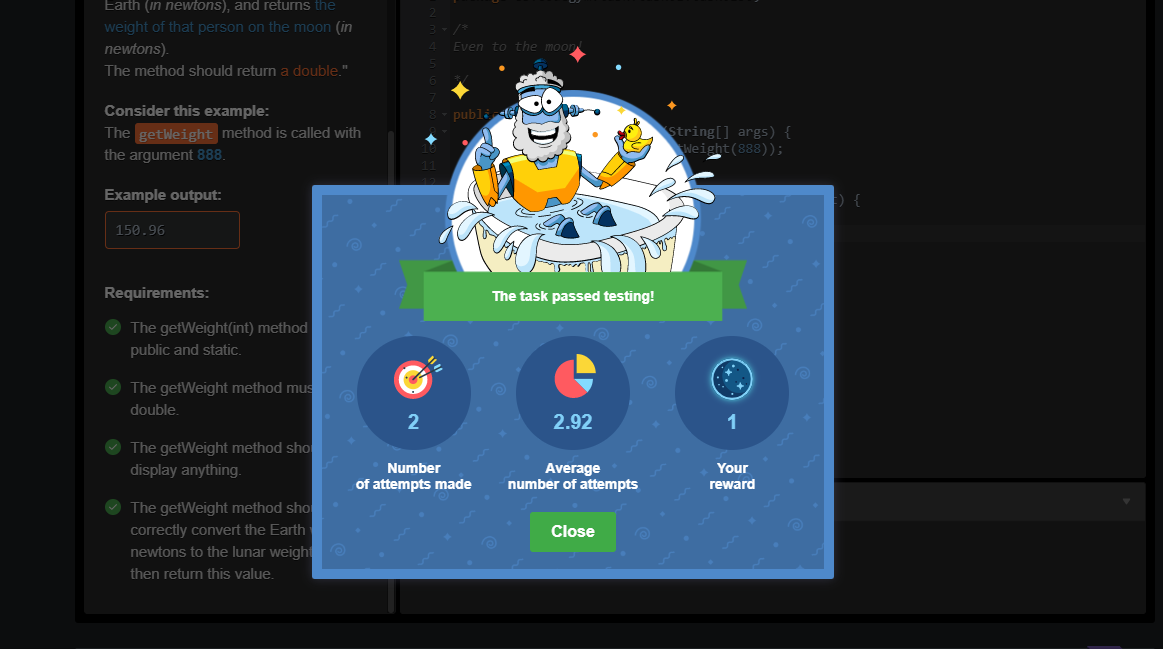 Earth (in newtons), and returns the
weight of that person on the moon (in
newtons).
The method should return a double."
Consider this example:
The getWeight method is called with
the argument 888.
Example output:
150.96
Requirements:
The getWeight(int) method
public and static.
The getWeight method mus
double.
The getWeight method shou
display anything.
The getWeight method shou
correctly convert the Earth
newtons to the lunar weight
then return this value.
2
3 /*
4 Even to the moon!
5
6 */
7
8 publi
String[] args) {
10 tWeight(888));
11
12
) {
The task passed testing!
2
Number
of attempts made
2.92
Average
number of attempts
1
Your
reward
Close